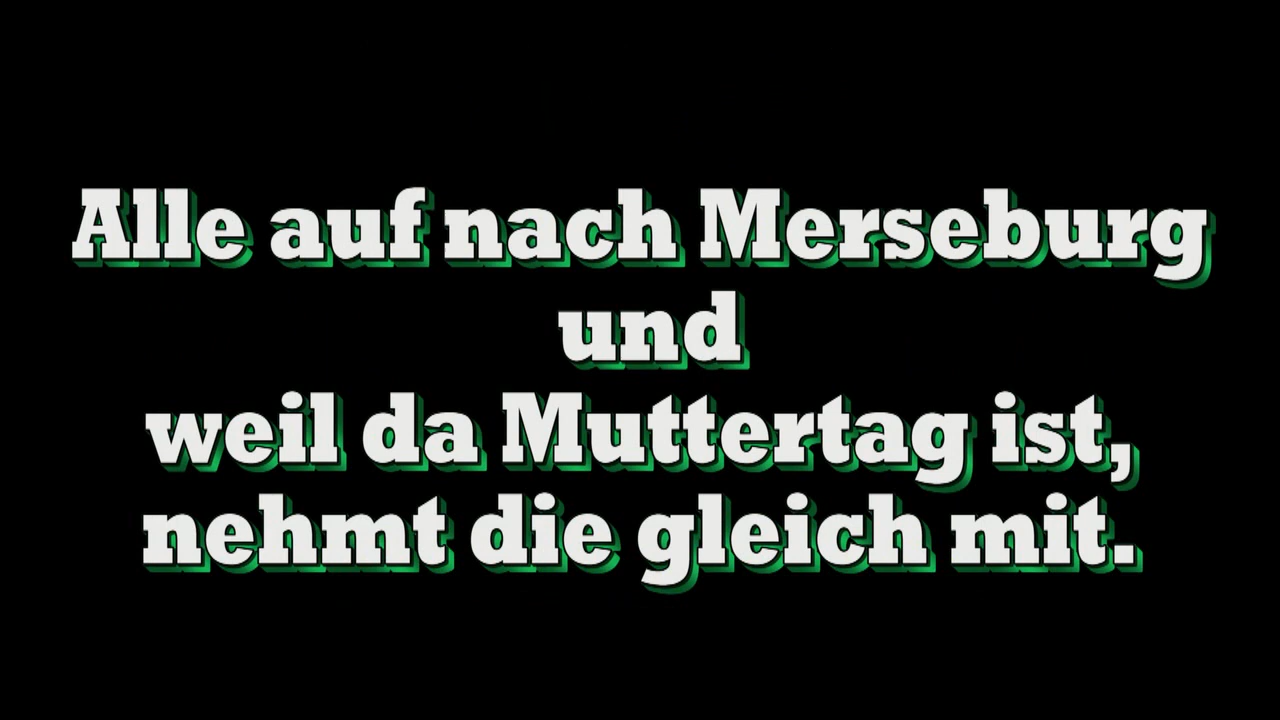 Alle auf nach Merseburg
und
weil da Muttertag ist,
nehmt die gleich mit.